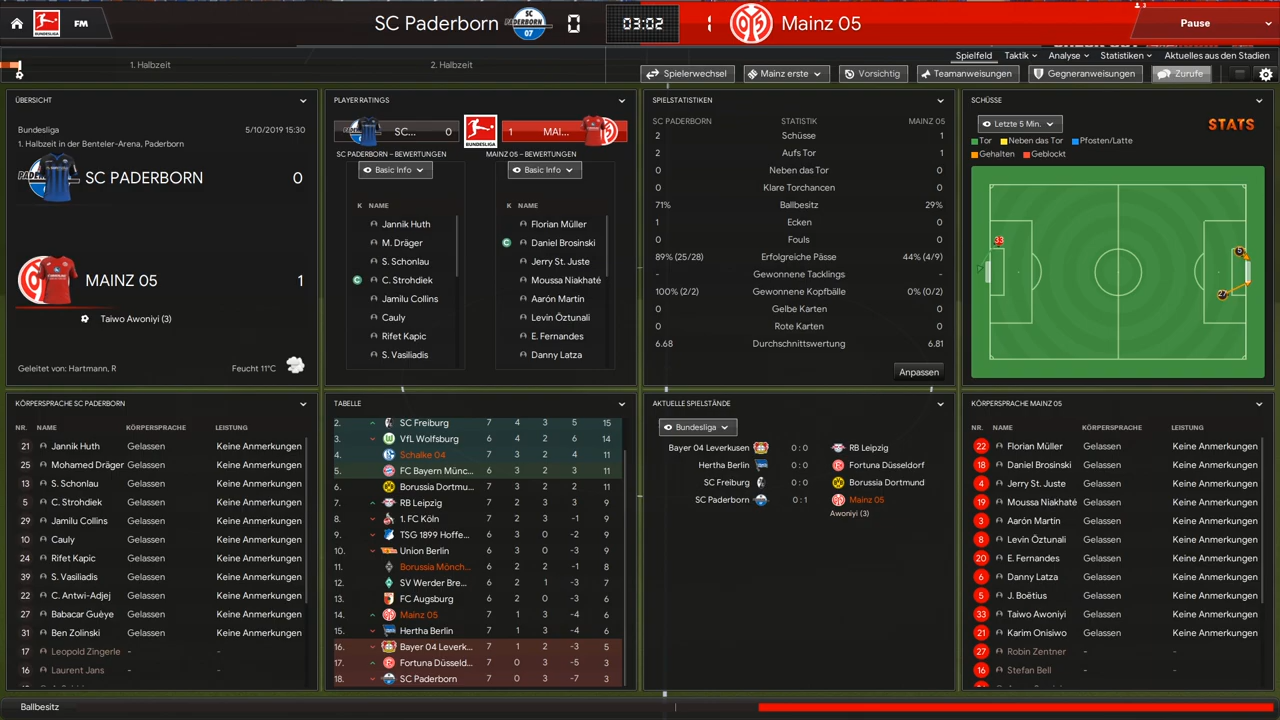 FM
SC Paderborn
0
03:02
1
Mainz 05
3
Pause
1. Halbzeit
2. Halbzeit
Spielfeld
Taktik
Analyse
Statistiken
Aktuelles aus den Stadien
Spielerwechsel
Mainz erste
Vorsichtig
Teamanweisungen
Gegneranweisungen
Zurufe
ÜBERSICHT
Bundesliga
5/10/2019 15:30
1. Halbzeit in der Benteler-Arena, Paderborn
SC PADERBORN 0
MAINZ 05 1
Taiwo Awoniyi (3)
Geleitet von: Hartmann, R
Feucht 11°C
PLAYER RATINGS
SC... 0
1 MAI...
SC PADERBORN – BEWERTUNGEN
MAINZ 05 – BEWERTUNGEN
Basic Info
Basic Info
K NAME
K NAME
Jannik Huth
M. Dräger
S. Schonlau
C C. Strohdiek
Jamilu Collins
Cauly
Rifet Kapic
S. Vasiliadis
Florian Müller
C Daniel Brosinski
Jerry St. Juste
Moussa Niakhaté
Aarón Martin
Levin Öztunali
E. Fernandes
Danny Latza
SPIELSTATISTIKEN
SC PADERBORN STATISTIK MAINZ 05
2 Schüsse 1
2 Aufs Tor 1
0 Neben das Tor 0
0 Klare Torchancen 0
71% Ballbesitz 29%
1 Ecken 0
0 Fouls 0
89% (25/28) Erfolgreiche Pässe 44% (4/9)
- Gewonnene Tacklings -
100% (2/2) Gewonnene Kopfbälle 0% (0/2)
0 Gelbe Karten 0
0 Rote Karten 0
6.68 Durchschnittswertung 6.81
Anpassen
SCHÜSSE
Letzte 5 Min.
STATS
Tor
Neben das Tor
Pfosten/Latte
Gehalten
Geblockt
33
5
27
KÖRPERSPRACHE SC PADERBORN
NR. NAME KÖRPERSPRACHE LEISTUNG
21 Jannik Huth Gelassen Keine Anmerkungen
25 Mohamed Dräger Gelassen Keine Anmerkungen
13 S. Schonlau Gelassen Keine Anmerkungen
5 C. Strohdiek Gelassen Keine Anmerkungen
29 Jamilu Collins Gelassen Keine Anmerkungen
10 Cauly Gelassen Keine Anmerkungen
24 Rifet Kapic Gelassen Keine Anmerkungen
39 S. Vasiliadis Gelassen Keine Anmerkungen
22 C. Antwi-Adjej Gelassen Keine Anmerkungen
27 Babacar Guèye Gelassen Keine Anmerkungen
31 Ben Zolinski Gelassen Keine Anmerkungen
17 Leopold Zingerle - -
16 Laurent Jans - -
TABELLE
2. SC Freiburg 7 4 3 5 15
3. VfL Wolfsburg 6 4 2 6 14
4. Schalke 04 7 3 2 4 11
5. FC Bayern Münc... 6 3 2 3 11
6. Borussia Dortmu... 6 3 2 2 11
7. RB Leipzig 7 2 3 3 9
8. 1. FC Köln 7 2 3 -1 9
9. TSG 1899 Hoffe... 6 3 0 -2 9
10. Union Berlin 6 3 0 -3 9
11. Borussia Mönch... 6 2 2 -1 8
12. SV Werder Bre... 6 2 1 -3 7
13. FC Augsburg 6 2 0 -3 6
14. Mainz 05 7 1 3 -4 6
15. Hertha Berlin 7 1 3 -4 6
16. Bayer 04 Leverk... 7 1 2 -3 5
17. Fortuna Düsseld... 7 0 3 -5 3
18. SC Paderborn 7 0 3 -7 3
AKTUELLE SPIELSTÄNDE
Bundesliga
Bayer 04 Leverkusen 0 : 0 RB Leipzig
Hertha Berlin 0 : 0 Fortuna Düsseldorf
SC Freiburg 0 : 0 Borussia Dortmund
SC Paderborn 0 : 1 Mainz 05
Awoniyi (3)
KÖRPERSPRACHE MAINZ 05
NR. NAME KÖRPERSPRACHE LEISTUNG
22 Florian Müller Gelassen Keine Anmerkungen
18 Daniel Brosinski Gelassen Keine Anmerkungen
4 Jerry St. Juste Gelassen Keine Anmerkungen
19 Moussa Niakhaté Gelassen Keine Anmerkungen
3 Aarón Martin Gelassen Keine Anmerkungen
8 Levin Öztunali Gelassen Keine Anmerkungen
20 E. Fernandes Gelassen Keine Anmerkungen
6 Danny Latza Gelassen Keine Anmerkungen
5 J. Boëtius Gelassen Keine Anmerkungen
33 Taiwo Awoniyi Gelassen Keine Anmerkungen
21 Karim Onisiwo Gelassen Keine Anmerkungen
27 Robin Zentner - -
16 Stefan Bell - -
Ballbesitz